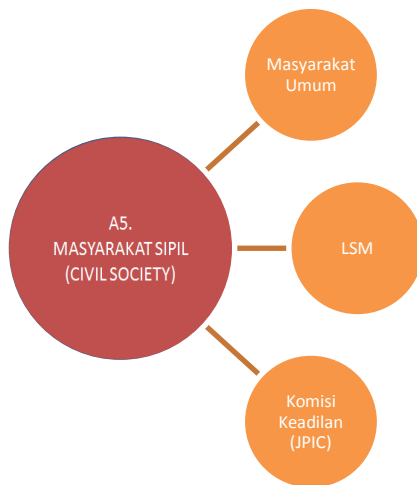 Masyarakat
Umum
A5.
MASYARAKAT SIPIL
(CIVIL SOCIETY)
LSM
Komisi
Keadilan
(JPIC)